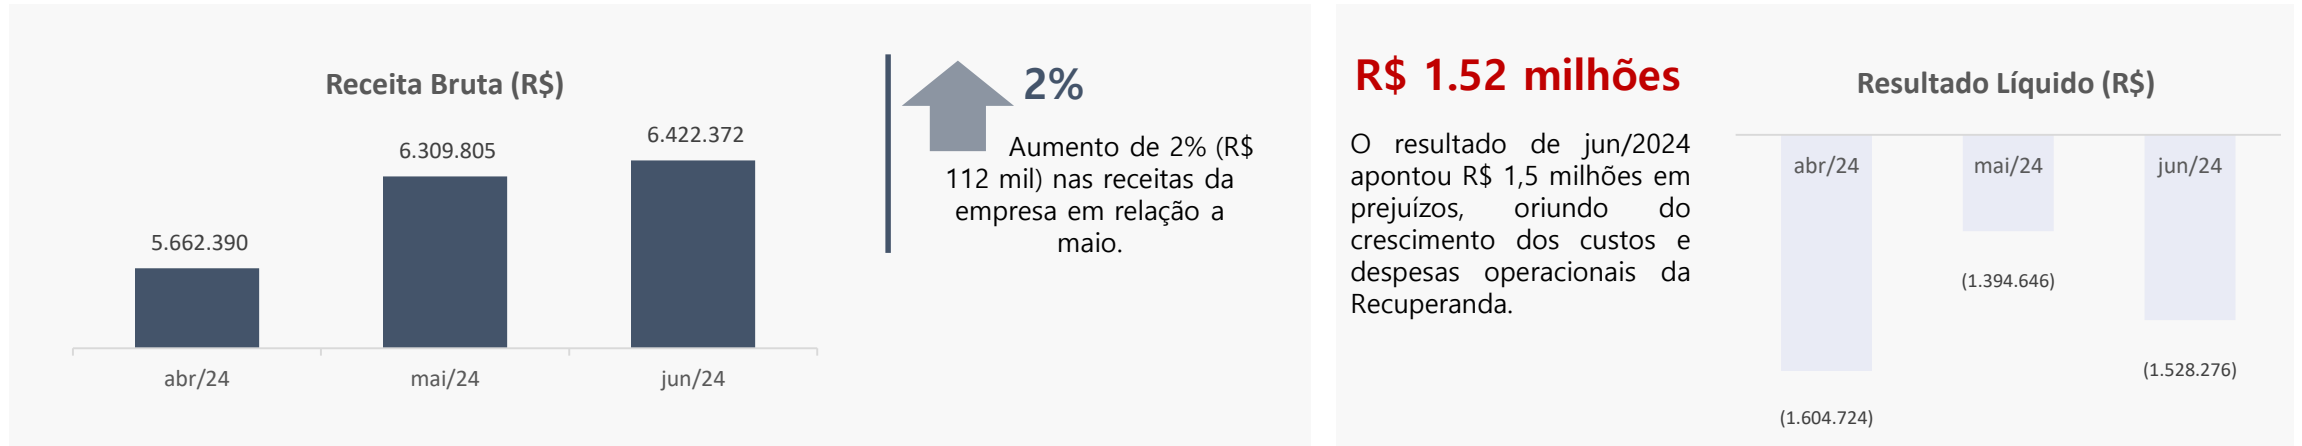 Receita Bruta (R$)
5.662.390
6.309.805
6.422.372
abr/24
mai/24
jun/24
2%
Aumento de 2% (R$
112 mil) nas receitas da
empresa em relação a
maio.
R$ 1.52 milhões
O resultado de jun/2024
apontou R$ 1,5 milhões em
prejuízos, oriundo do
crescimento dos custos e
despesas operacionais da
Recuperanda.
Resultado Líquido (R$)
abr/24
mai/24
jun/24
(1.604.724)
(1.394.646)
(1.528.276)